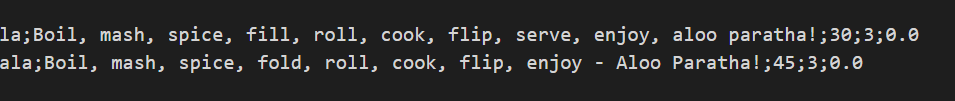 la;Boil, mash, spice, fill, roll, cook, flip, serve, enjoy, aloo paratha!;30;3;0.0
ala;Boil, mash, spice, fold, roll, cook, flip, enjoy - Aloo Paratha!;45;3;0.0